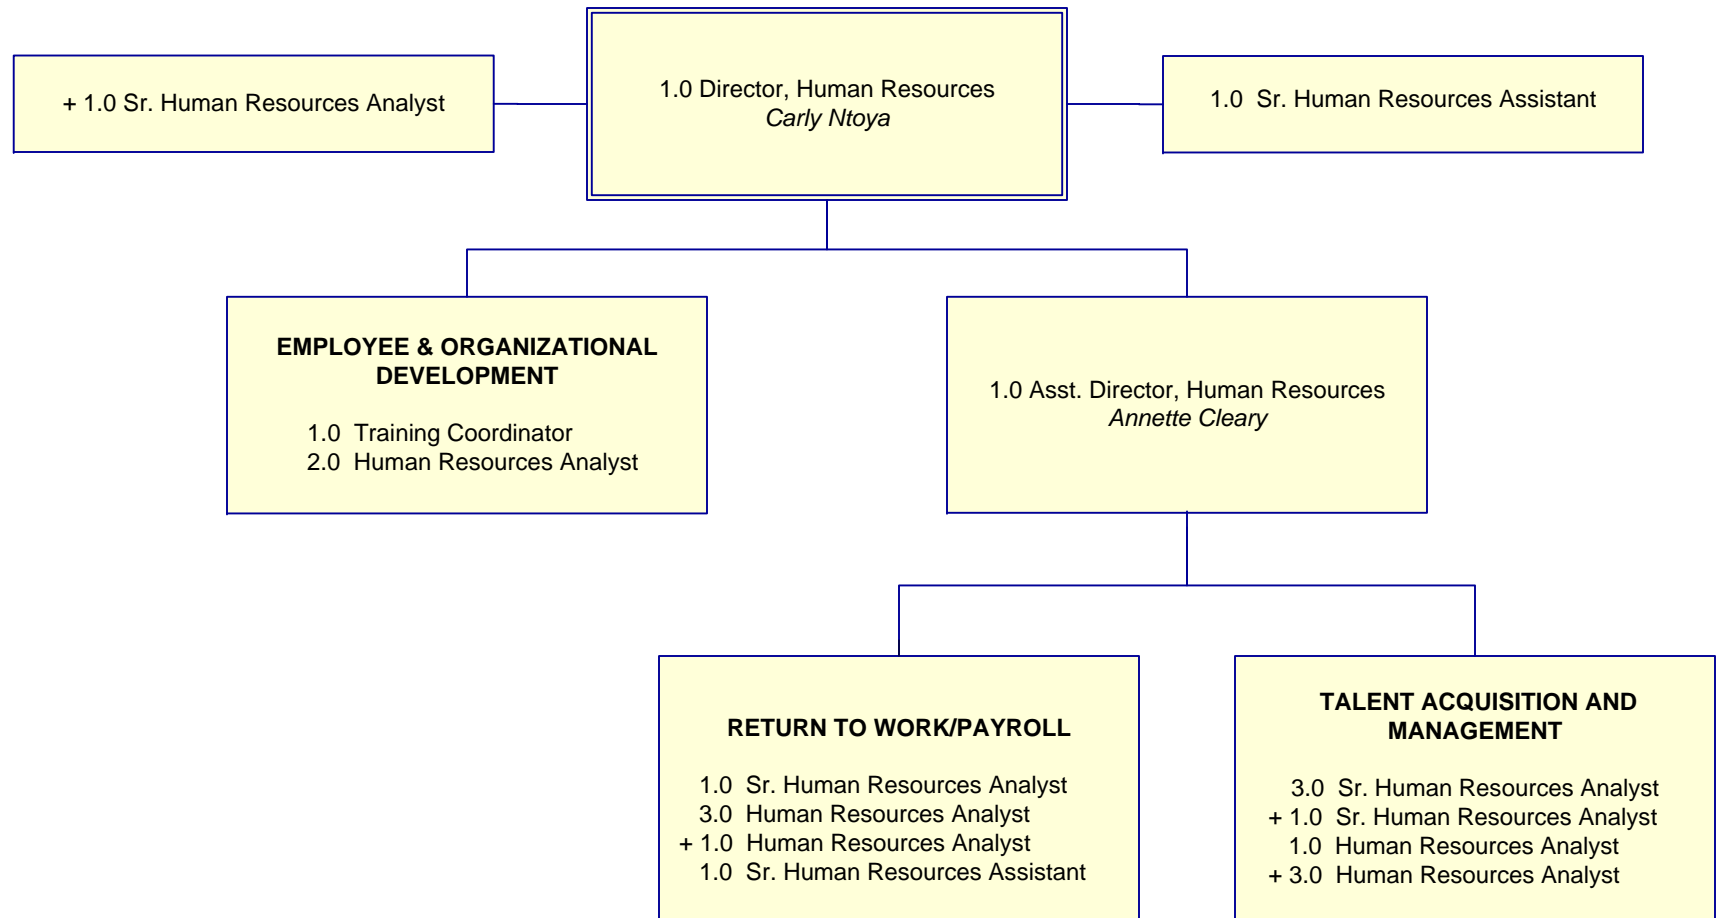 + 1.0 Sr. Human Resources Analyst
1.0 Director, Human Resources
Carly Ntoya
1.0 Sr. Human Resources Assistant
EMPLOYEE & ORGANIZATIONAL
DEVELOPMENT
1.0 Training Coordinator
2.0 Human Resources Analyst
1.0 Asst. Director, Human Resources
Annette Cleary
RETURN TO WORK/PAYROLL
1.0 Sr. Human Resources Analyst
3.0 Human Resources Analyst
+ 1.0 Human Resources Analyst
1.0 Sr. Human Resources Assistant
TALENT ACQUISITION AND
MANAGEMENT
3.0 Sr. Human Resources Analyst
+ 1.0 Sr. Human Resources Analyst
1.0 Human Resources Analyst
+ 3.0 Human Resources Analyst